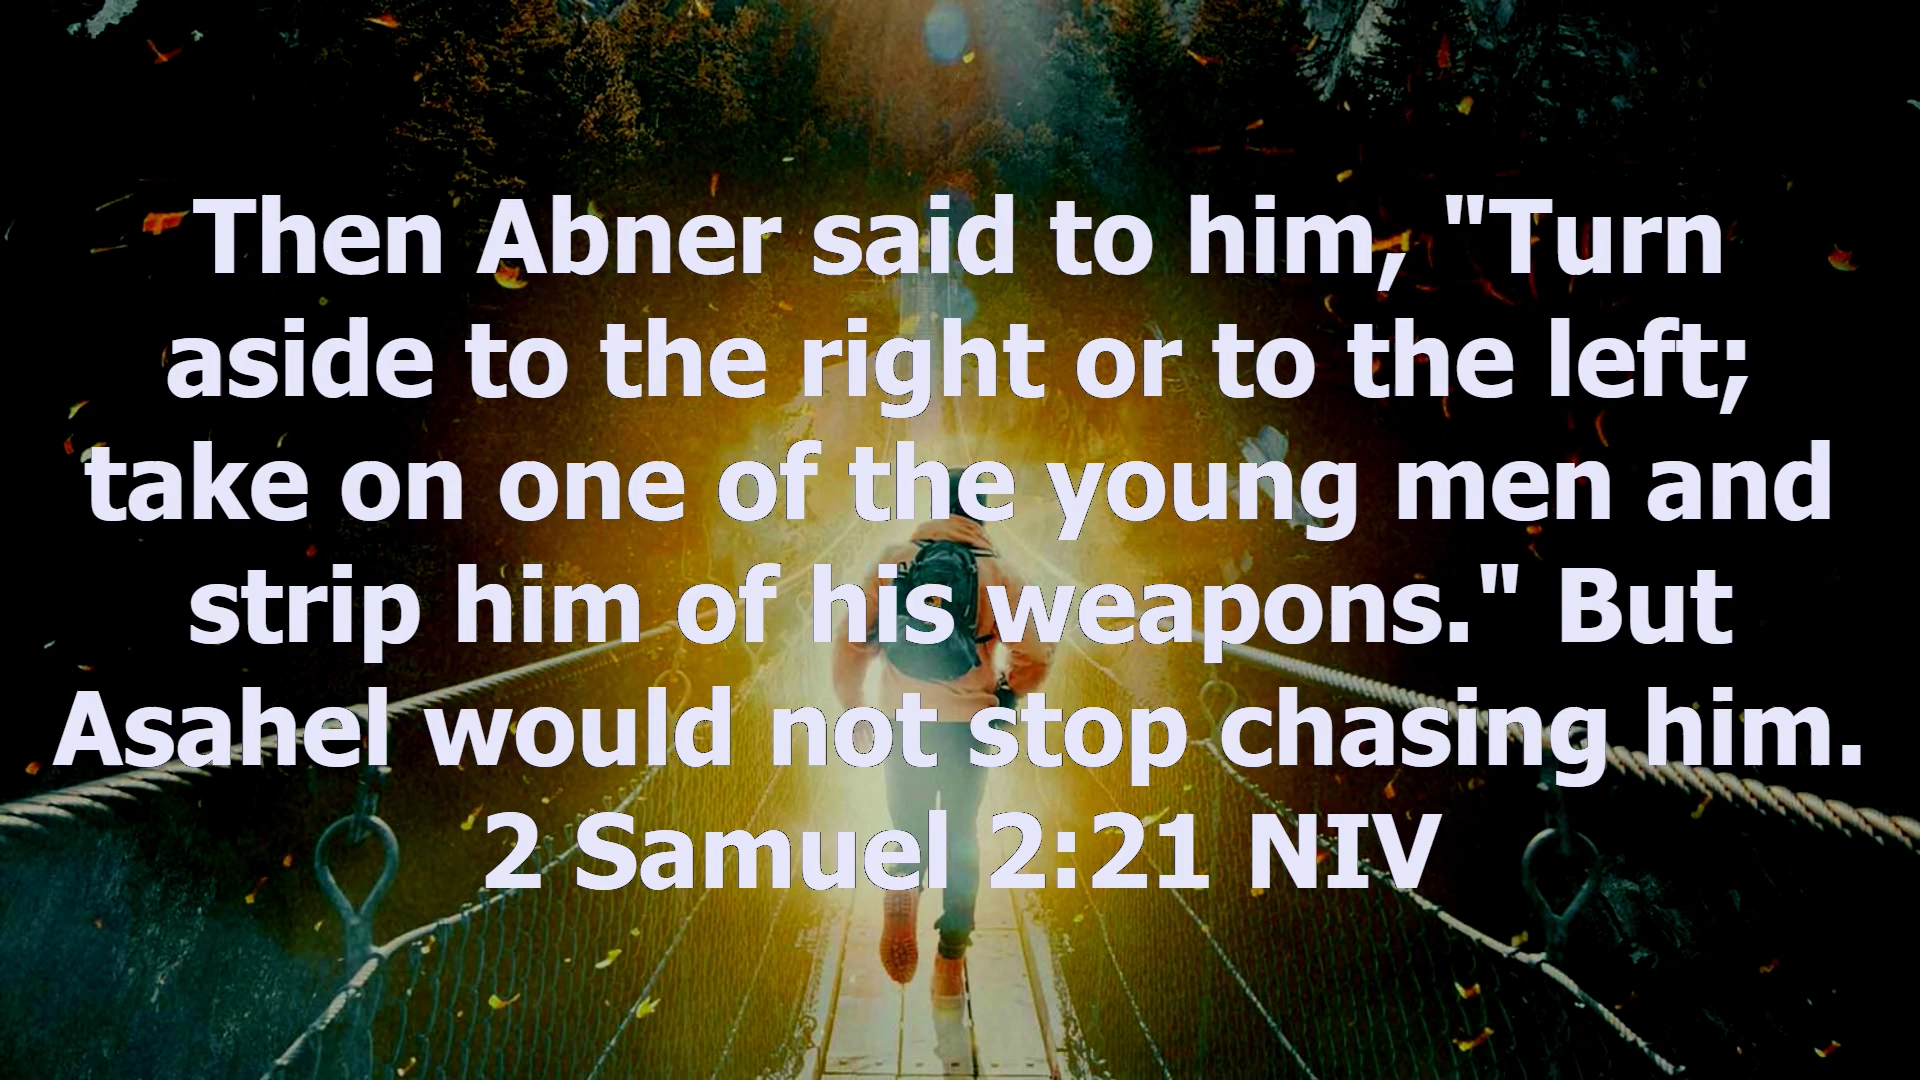 Then Abner said to him, "Turn
aside to the right or to the left;
take on one of the young men and
strip him of his weapons." But
Asahel would not stop chasing him.
2 Samuel 2:21 NIV